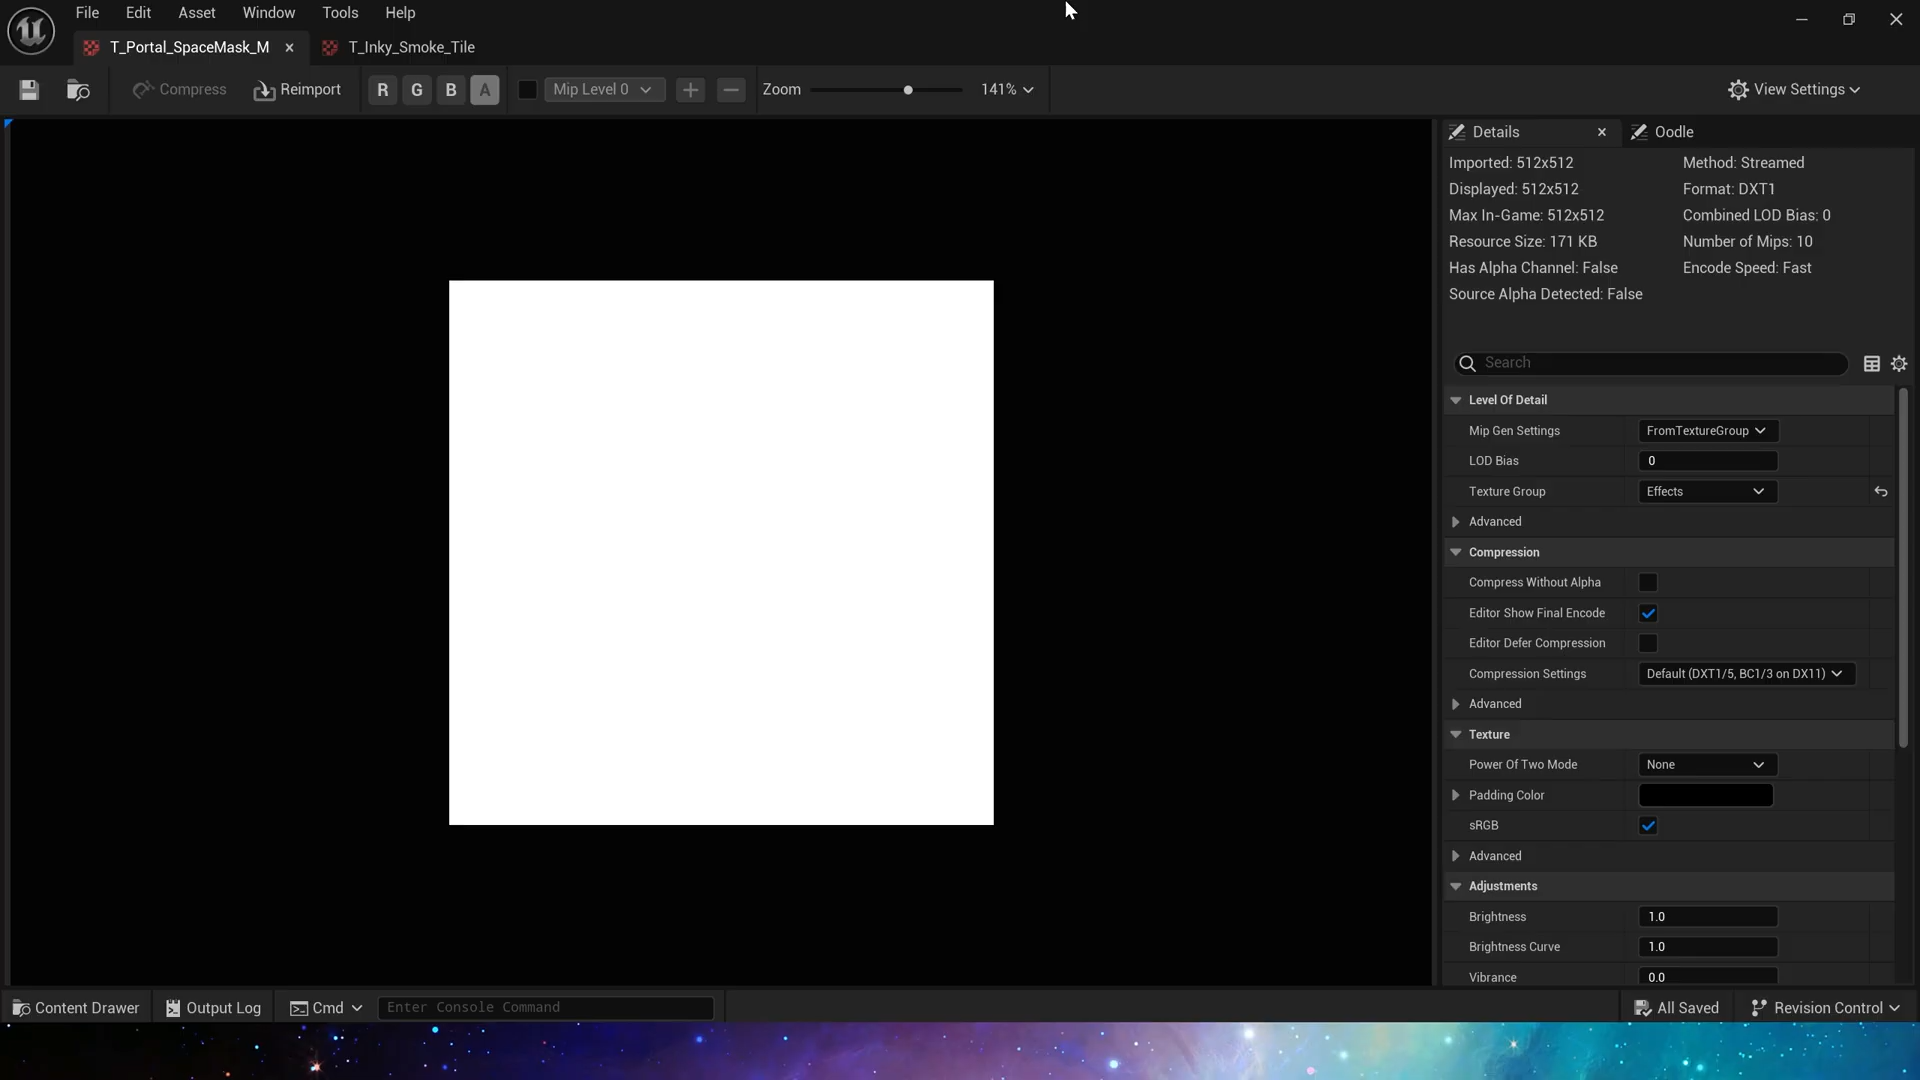 File Edit Asset Window Tools Help
T_Portal_SpaceMask_M T_Inky_Smoke_Tile
Compress Reimport R G B A Mip Level 0 Zoom 141% View Settings
Details Oodle
Imported: 512x512 Method: Streamed
Displayed: 512x512 Format: DXT1
Max In-Game: 512x512 Combined LOD Bias: 0
Resource Size: 171 KB Number of Mips: 10
Has Alpha Channel: False Encode Speed: Fast
Source Alpha Detected: False
Search
Level Of Detail
Mip Gen Settings FromTextureGroup
LOD Bias 0
Texture Group Effects
Advanced
Compression
Compress Without Alpha
Editor Show Final Encode
Editor Defer Compression
Compression Settings Default (DXT1/5, BC1/3 on DX11)
Advanced
Texture
Power Of Two Mode None
Padding Color
sRGB
Advanced
Adjustments
Brightness 1.0
Brightness Curve 1.0
Vibrance 0.0
Content Drawer Output Log Cmd Enter Console Command All Saved Revision Control